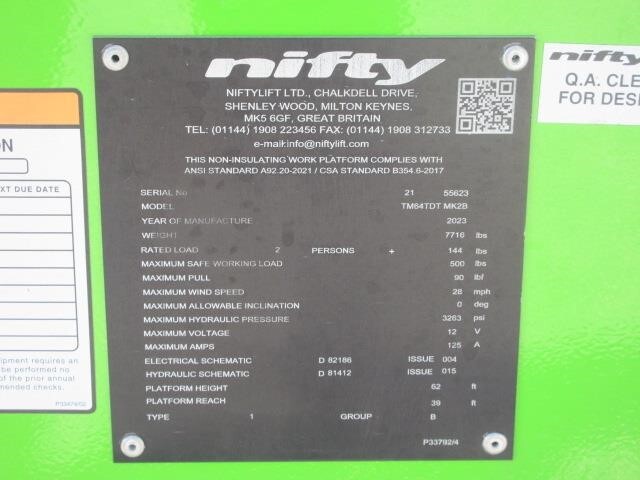 nifty
NIFTYLIFT LTD., CHALKDELL DRIVE,
SHENLEY WOOD, MILTON KEYNES,
MK5 6GF, GREAT BRITAIN
TEL: (01144) 1908 223456 FAX: (01144) 1908 312733
e-mail:info@niftylift.com
THIS NON-INSULATING WORK PLATFORM COMPLIES WITH
ANSI STANDARD A92.20-2021 / CSA STANDARD B354.6-2017
SERIAL No 21 55623
MODEL TM64TDT MK2B
YEAR OF MANUFACTURE 2023
WEIGHT 7716 lbs
RATED LOAD 2 PERSONS + 144 lbs
MAXIMUM SAFE WORKING LOAD 500 lbs
MAXIMUM PULL 90 lbf
MAXIMUM WIND SPEED 28 mph
MAXIMUM ALLOWABLE INCLINATION 0 deg
MAXIMUM HYDRAULIC PRESSURE 3263 psi
MAXIMUM VOLTAGE 12 V
MAXIMUM AMPS 125 A
ELECTRICAL SCHEMATIC D 82186 ISSUE 004
HYDRAULIC SCHEMATIC D 81412 ISSUE 015
PLATFORM HEIGHT 62 ft
PLATFORM REACH 39 ft
TYPE 1 GROUP B
P33792/4
nifty
Q.A. CLE
FOR DESI
ON
XT DUE DATE
ipment requires an
be performed no
of the prior annual
mended checks.
P33474/02